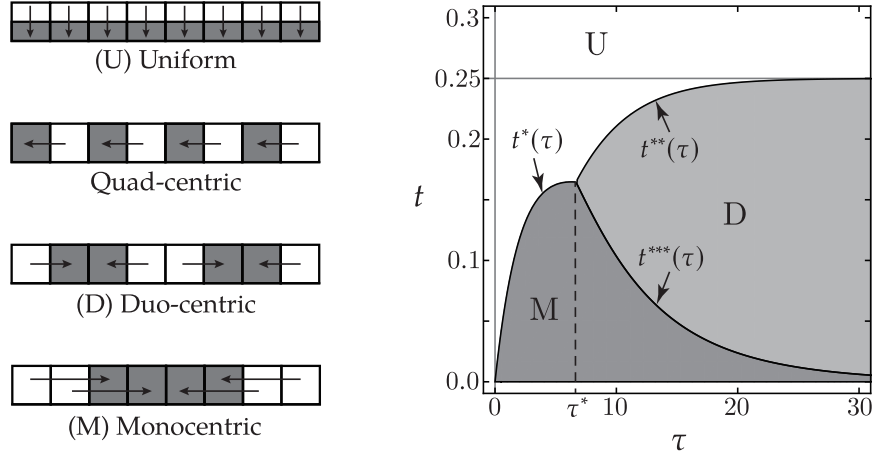 (U) Uniform
Quad-centric
(D) Duo-centric
(M) Monocentric
0.3
0.25
0.2
0.1
0.0
t
U
t*(τ)
t**(τ)
D
t***(τ)
M
0 τ* 10 20 30
τ